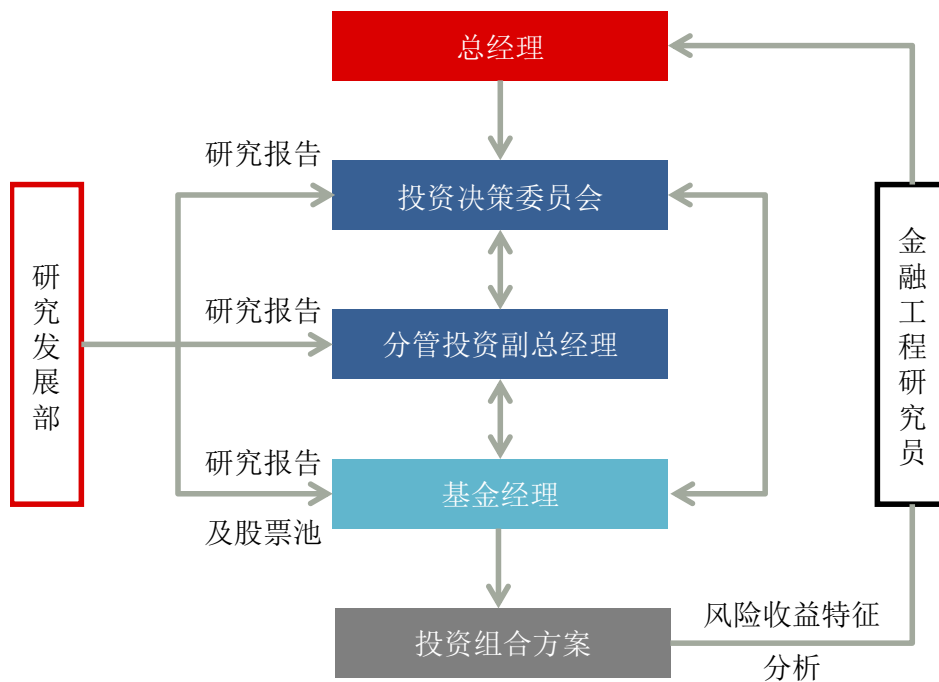 总经理
研究报告
投资决策委员会
研究发展部
金融工程研究员
研究报告
分管投资副总经理
研究报告
基金经理
及股票池
投资组合方案
风险收益特征
分析